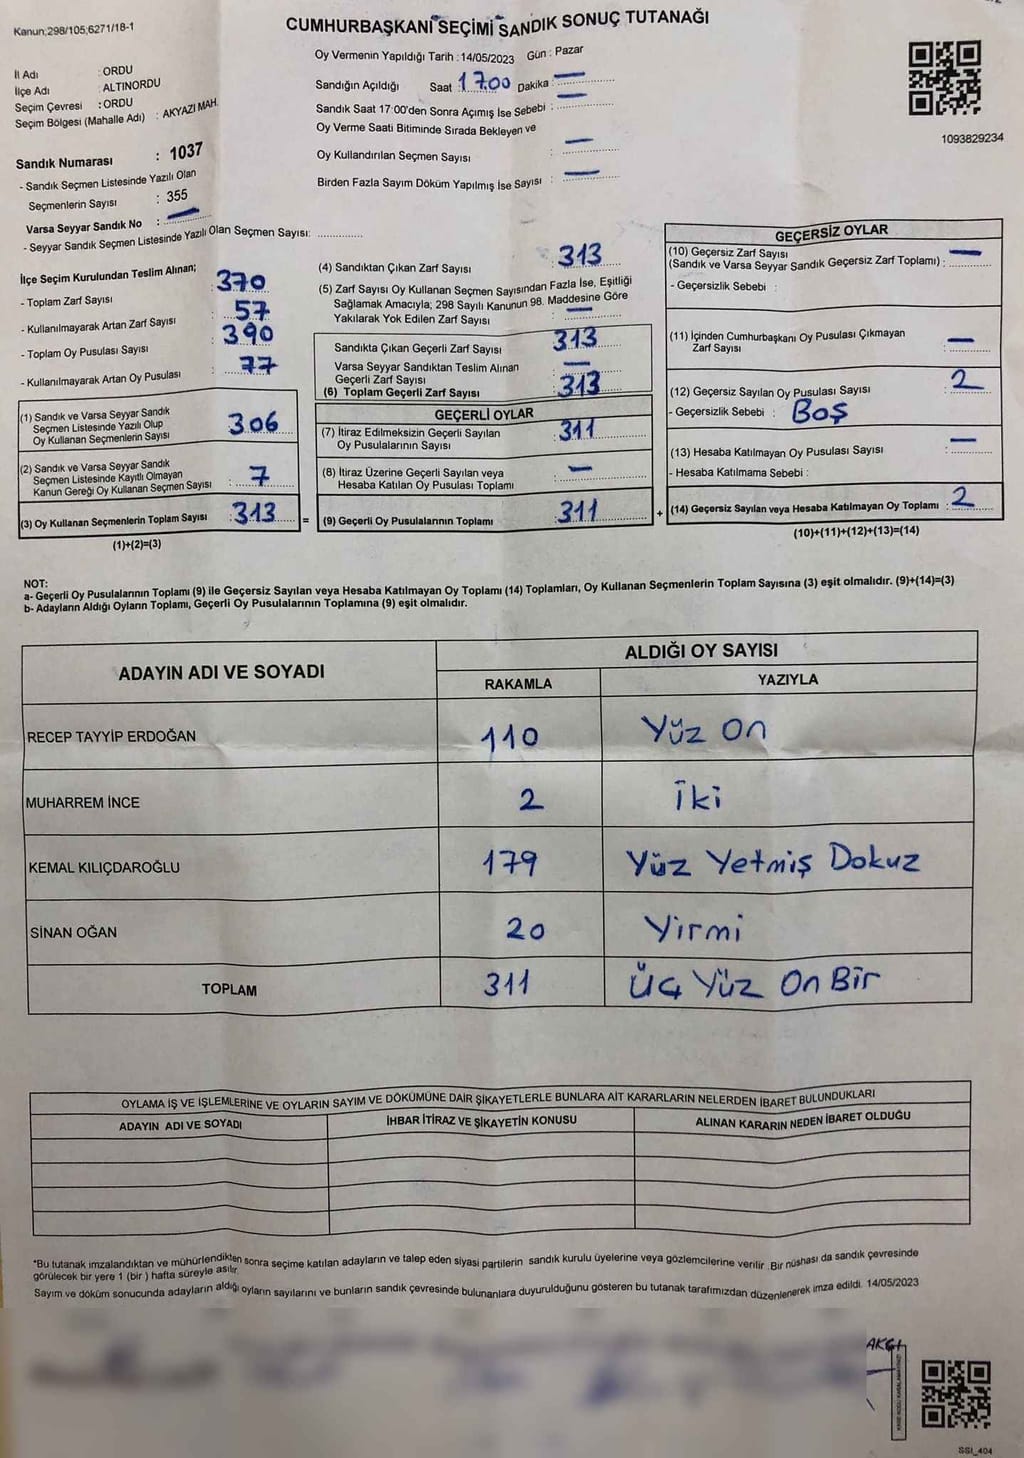 Kanun;298/105;6271/18-1
CUMHURBAŞKANI SEÇİMİ SANDIK SONUÇ TUTANAĞI
Oy Vermenin Yapıldığı Tarih : 14/05/2023 Gün : Pazar
İl Adı : ORDU
İlçe Adı : ALTINORDU
Seçim Çevresi : ORDU
Seçim Bölgesi (Mahalle Adı) : AKYAZI MAH.
Sandık Numarası : 1037
- Sandık Seçmen Listesinde Yazılı Olan
Seçmenlerin Sayısı : 355
Varsa Seyyar Sandık No : —
- Seyyar Sandık Seçmen Listesinde Yazılı Olan Seçmen Sayısı: ..............
Sandığın Açıldığı Saat 17.00 Dakika : —
Sandık Saat 17:00'den Sonra Açımış İse Sebebi : —
Oy Verme Saati Bitiminde Sırada Bekleyen ve
Oy Kullandırılan Seçmen Sayısı : —
Birden Fazla Sayım Döküm Yapılmış İse Sayısı : —
1093829234
İlçe Seçim Kurulundan Teslim Alınan;
- Toplam Zarf Sayısı : 370
- Kullanılmayarak Artan Zarf Sayısı : 57
- Toplam Oy Pusulası Sayısı : 390
- Kullanılmayarak Artan Oy Pusulası : 77
(1) Sandık ve Varsa Seyyar Sandık
Seçmen Listesinde Yazılı Olup
Oy Kullanan Seçmenlerin Sayısı : 306
(2) Sandık ve Varsa Seyyar Sandık
Seçmen Listesinde Kayıtlı Olmayan
Kanun Gereği Oy Kullanan Seçmen Sayısı : 7
(3) Oy Kullanan Seçmenlerin Toplam Sayısı : 313 =
(1)+(2)=(3)
(4) Sandıktan Çıkan Zarf Sayısı : 313
(5) Zarf Sayısı Oy Kullanan Seçmen Sayısından Fazla İse, Eşitliği
Sağlamak Amacıyla; 298 Sayılı Kanunun 98. Maddesine Göre
Yakılarak Yok Edilen Zarf Sayısı : —
Sandıkta Çıkan Geçerli Zarf Sayısı : 313
Varsa Seyyar Sandıktan Teslim Alınan
Geçerli Zarf Sayısı : —
(6) Toplam Geçerli Zarf Sayısı : 313
GEÇERLİ OYLAR
(7) İtiraz Edilmeksizin Geçerli Sayılan
Oy Pusulalarının Sayısı : 311
(8) İtiraz Üzerine Geçerli Sayılan veya
Hesaba Katılan Oy Pusulası Toplamı : —
(9) Geçerli Oy Pusulalarının Toplamı : 311 +
GEÇERSİZ OYLAR
(10) Geçersiz Zarf Sayısı
(Sandık ve Varsa Seyyar Sandık Geçersiz Zarf Toplamı) : —
- Geçersizlik Sebebi :
(11) İçinden Cumhurbaşkanı Oy Pusulası Çıkmayan
Zarf Sayısı : —
(12) Geçersiz Sayılan Oy Pusulası Sayısı : 2
- Geçersizlik Sebebi : BOŞ
(13) Hesaba Katılmayan Oy Pusulası Sayısı : —
- Hesaba Katılmama Sebebi :
(14) Geçersiz Sayılan veya Hesaba Katılmayan Oy Toplamı : 2
(10)+(11)+(12)+(13)=(14)
NOT:
a- Geçerli Oy Pusulalarının Toplamı (9) ile Geçersiz Sayılan veya Hesaba Katılmayan Oy Toplamı (14) Toplamları, Oy Kullanan Seçmenlerin Toplam Sayısına (3) eşit olmalıdır. (9)+(14)=(3)
b- Adayların Aldığı Oyların Toplamı, Geçerli Oy Pusulalarının Toplamına (9) eşit olmalıdır.
ADAYIN ADI VE SOYADI
ALDIĞI OY SAYISI
RAKAMLA YAZIYLA
RECEP TAYYİP ERDOĞAN 110 Yüz On
MUHARREM İNCE 2 İki
KEMAL KILIÇDAROĞLU 179 Yüz Yetmiş Dokuz
SİNAN OĞAN 20 Yirmi
TOPLAM 311 Üç Yüz On Bir
OYLAMA İŞ VE İŞLEMLERİNE VE OYLARIN SAYIM VE DÖKÜMÜNE DAİR ŞİKAYETLERLE BUNLARA AİT KARARLARIN NELERDEN İBARET BULUNDUKLARI
ADAYIN ADI VE SOYADI İHBAR İTİRAZ VE ŞİKAYETİN KONUSU ALINAN KARARIN NEDEN İBARET OLDUĞU
*Bu tutanak imzalandıktan ve mühürlendikten sonra seçime katılan adayların ve talep eden siyasi partilerin sandık kurulu üyelerine veya gözlemcilerine verilir. Bir nüshası da sandık çevresinde
görülecek bir yere 1 (bir ) hafta süreyle asılır.
Sayım ve döküm sonucunda adayların aldığı oyların sayılarını ve bunların sandık çevresinde bulunanlara duyurulduğunu gösteren bu tutanak tarafımızdan düzenlenerek imza edildi. 14/05/2023
SSI_404